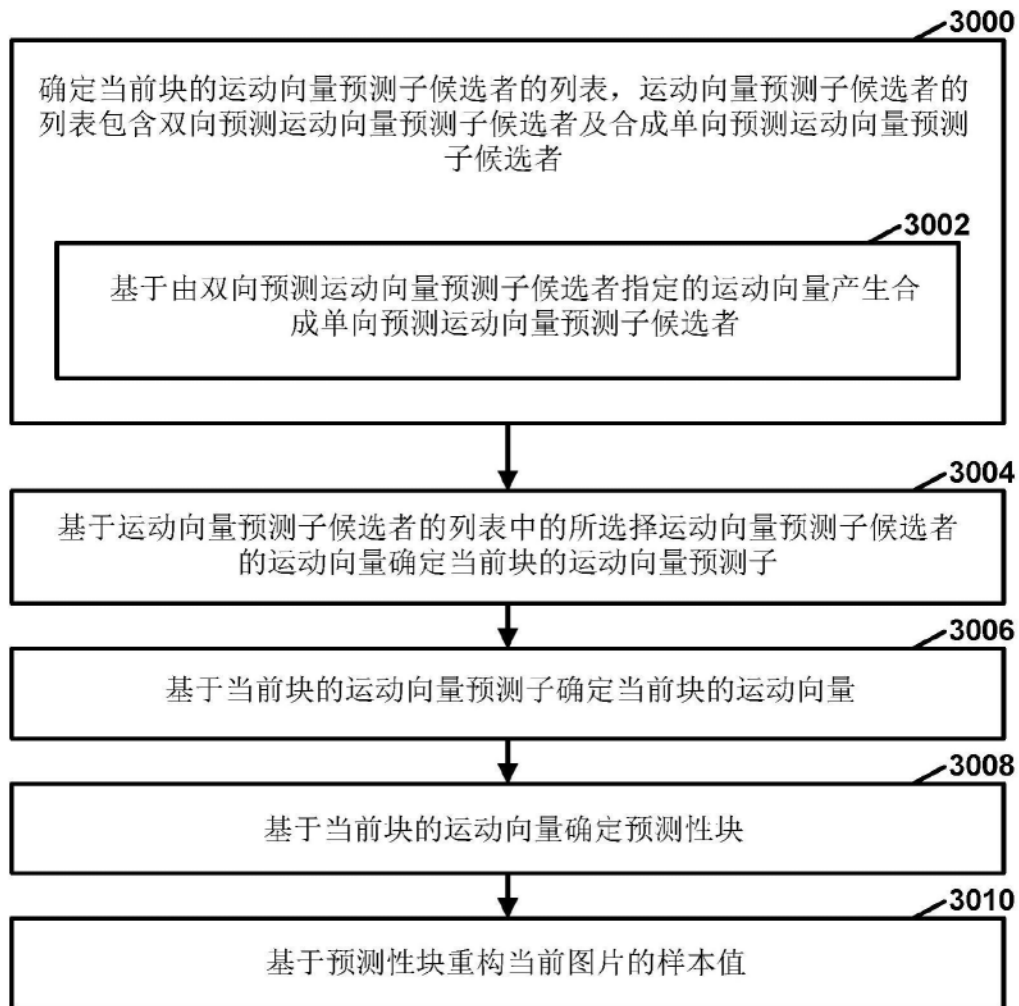 3000
确定当前块的运动向量预测子候选者的列表，运动向量预测子候选者的
列表包含双向预测运动向量预测子候选者及合成单向预测运动向量预测
子候选者
3002
基于由双向预测运动向量预测子候选者指定的运动向量产生合
成单向预测运动向量预测子候选者
3004
基于运动向量预测子候选者的列表中的所选择运动向量预测子候选者
的运动向量确定当前块的运动向量预测子
3006
基于当前块的运动向量预测子确定当前块的运动向量
3008
基于当前块的运动向量确定预测性块
3010
基于预测性块重构当前图片的样本值